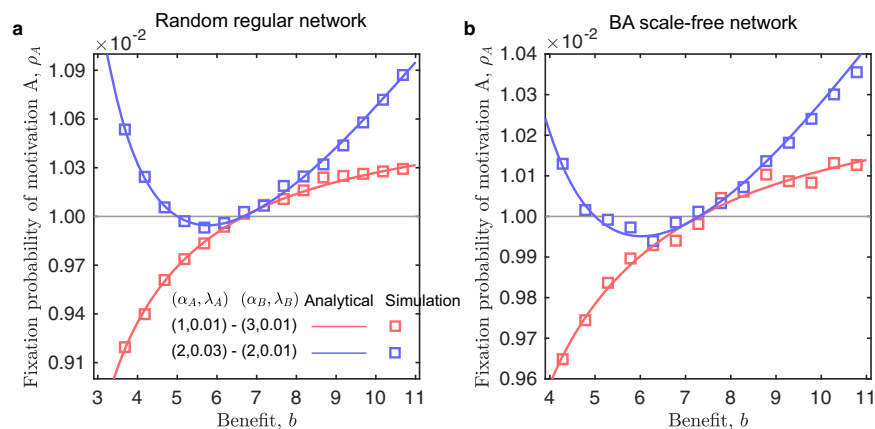 a
Random regular network
×10⁻²
Fixation probability of motivation A, ρ_A
1.09
1.06
1.03
1.00
0.97
0.94
0.91
(α_A, λ_A) (α_B, λ_B) Analytical Simulation
(1,0.01) - (3,0.01)
(2,0.03) - (2,0.01)
3 4 5 6 7 8 9 10 11
Benefit, b
b
BA scale-free network
×10⁻²
Fixation probability of motivation A, ρ_A
1.04
1.03
1.02
1.01
1.00
0.99
0.98
0.97
0.96
4 5 6 7 8 9 10 11
Benefit, b